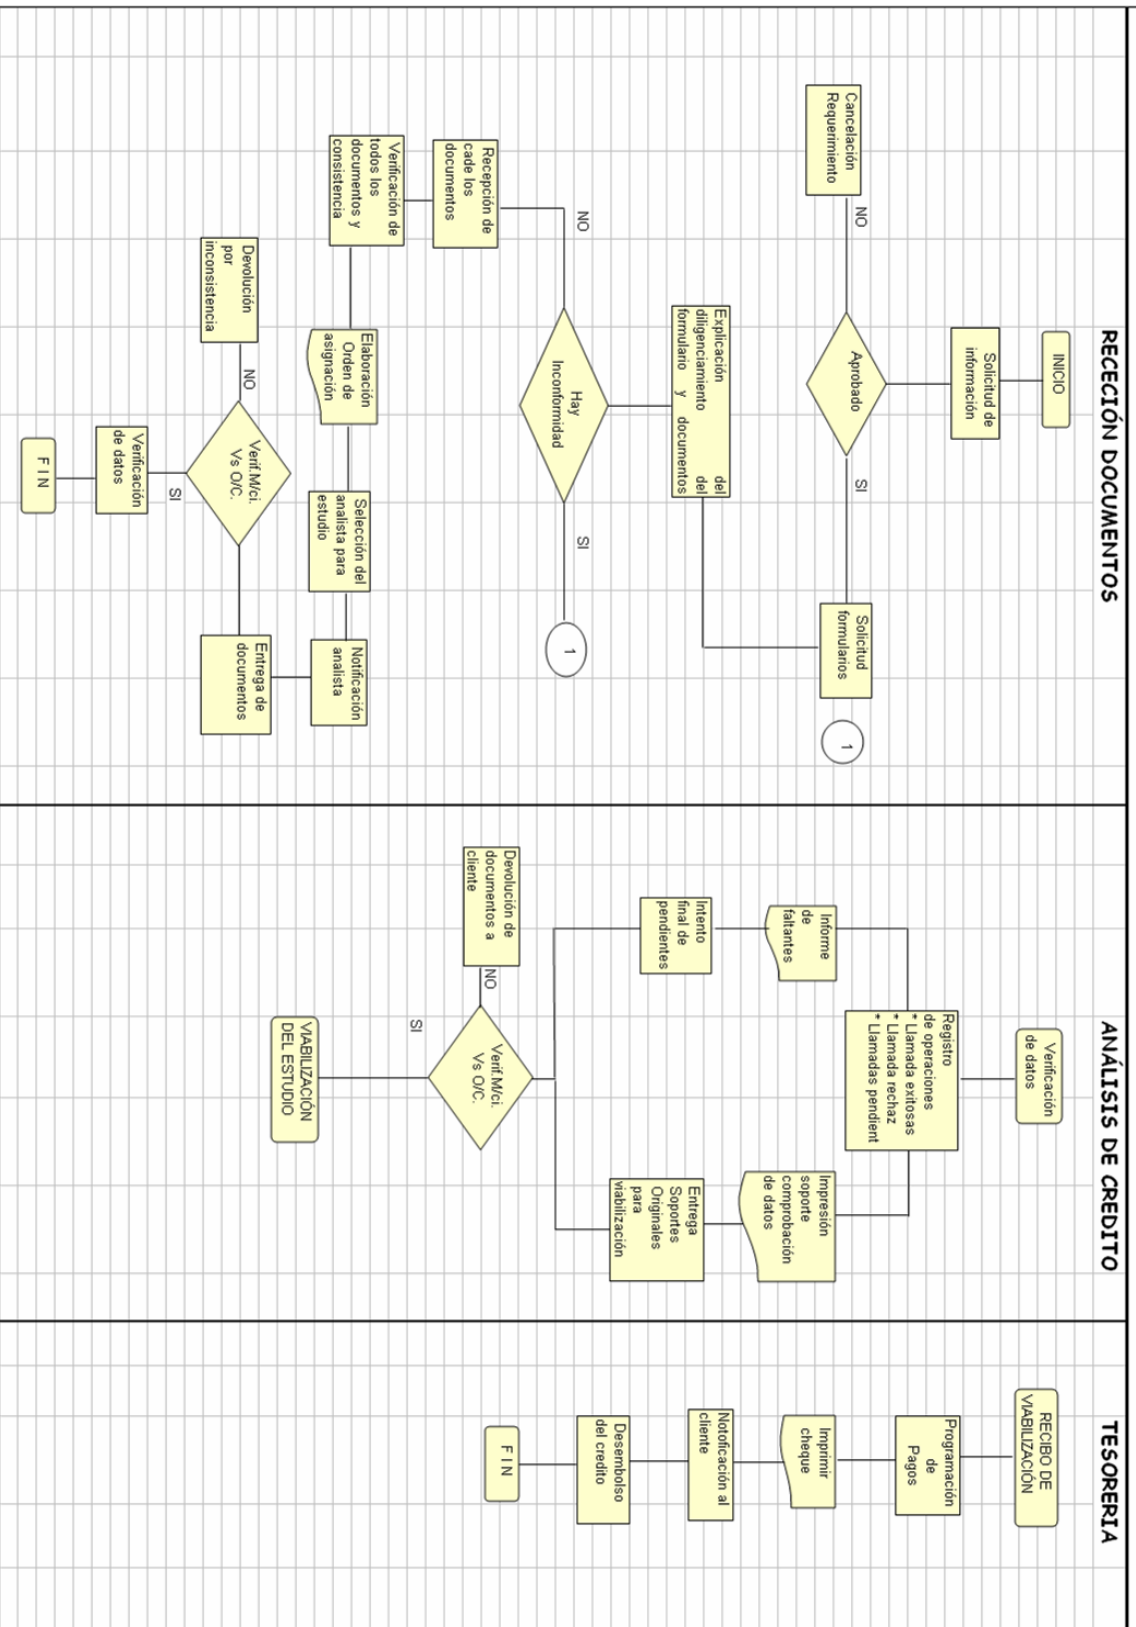 RECECIÓN DOCUMENTOS
INICIO
Solicitud de
información
Aprobado
NO
SI
Cancelación
Requerimiento
Solicitud
formularios
1
Explicación del
diligenciamiento del
formulario y documentos
Hay
Inconformidad
NO
SI
1
Recepción de
cade los
documentos
Verificación de
todos los
documentos y
consistencia
Elaboración
Orden de
asignación
Selección del
analista para
estudio
Notificación
analista
Entrega de
documentos
Verif.M/ci.
Vs O/C.
NO
SI
Devolución
por
inconsistencia
Verificación
de datos
F I N
ANÁLISIS DE CREDITO
Verificación
de datos
Registro
de operaciones
* Llamada exitosas
* Llamada rechaz
* Llamadas pendient
Informe
de
faltantes
Intento
final de
pendientes
Impresión
soporte
comprobación
de datos
Entrega
Soportes
Originales
para
viabilización
Verif.M/ci.
Vs O/C.
NO
SI
Devolución de
documentos a
cliente
VIABILIZACIÓN
DEL ESTUDIO
TESORERIA
RECIBO DE
VIABILIZACIÓN
Programación
de
Pagos
Imprimir
cheque
Notoficación al
cliente
Desembolso
del credito
F I N